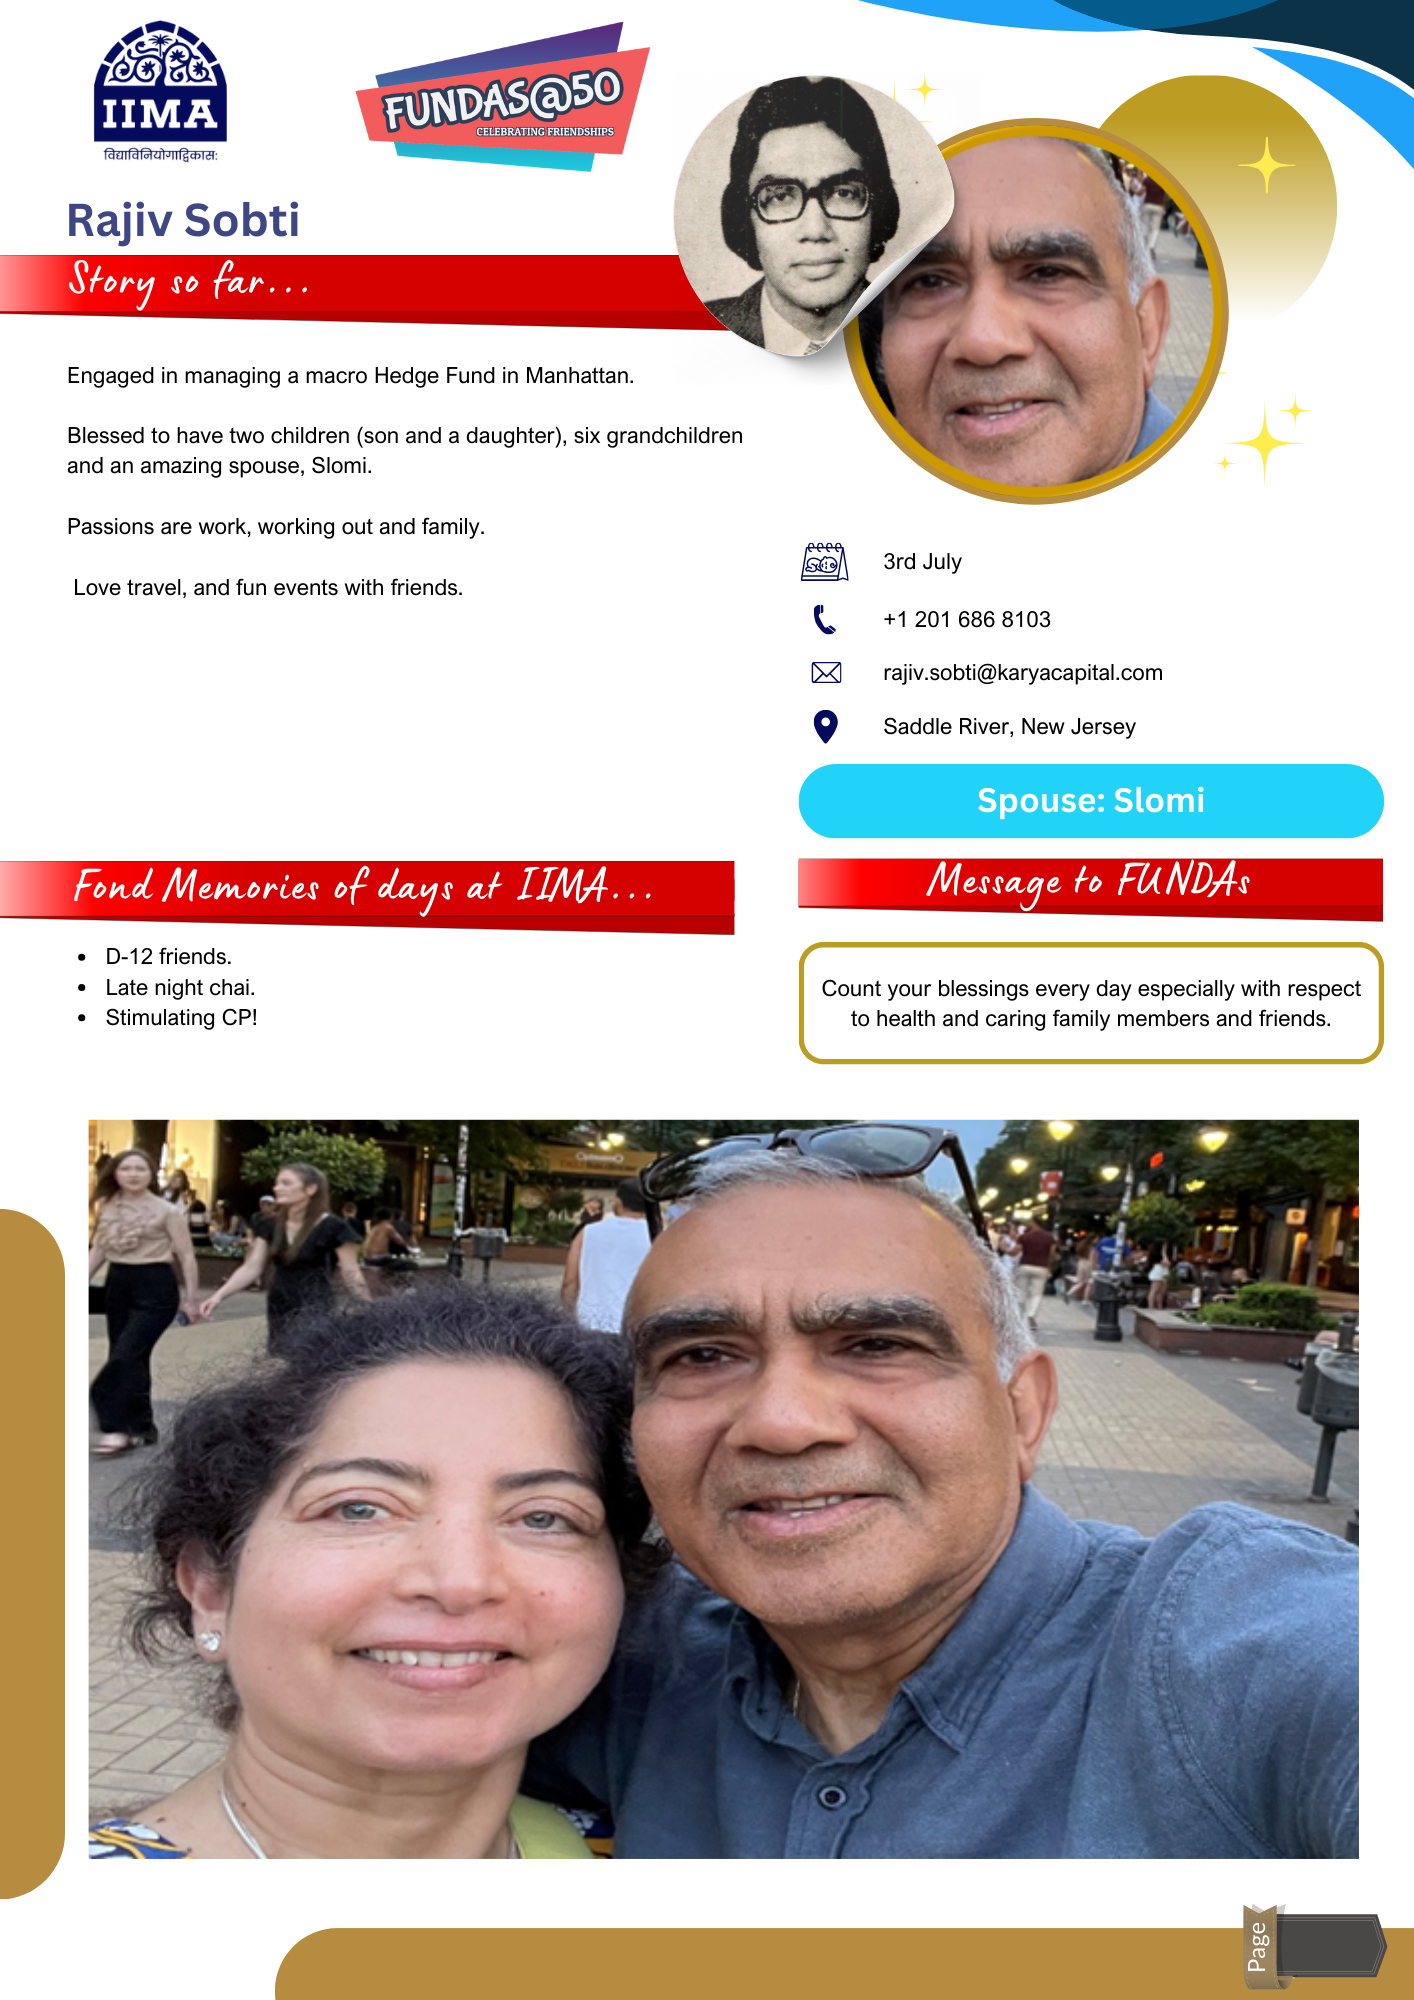 IIMA
विद्याविनियोगाद्विकास:
FUNDAS@50
CELEBRATING FRIENDSHIPS
Rajiv Sobti
Story so far...
Engaged in managing a macro Hedge Fund in Manhattan.
Blessed to have two children (son and a daughter), six grandchildren
and an amazing spouse, Slomi.
Passions are work, working out and family.
Love travel, and fun events with friends.
3rd July
+1 201 686 8103
rajiv.sobti@karyacapital.com
Saddle River, New Jersey
Spouse: Slomi
Fond Memories of days at IIMA...
• D-12 friends.
• Late night chai.
• Stimulating CP!
Message to FUNDAs
Count your blessings every day especially with respect
to health and caring family members and friends.
Page